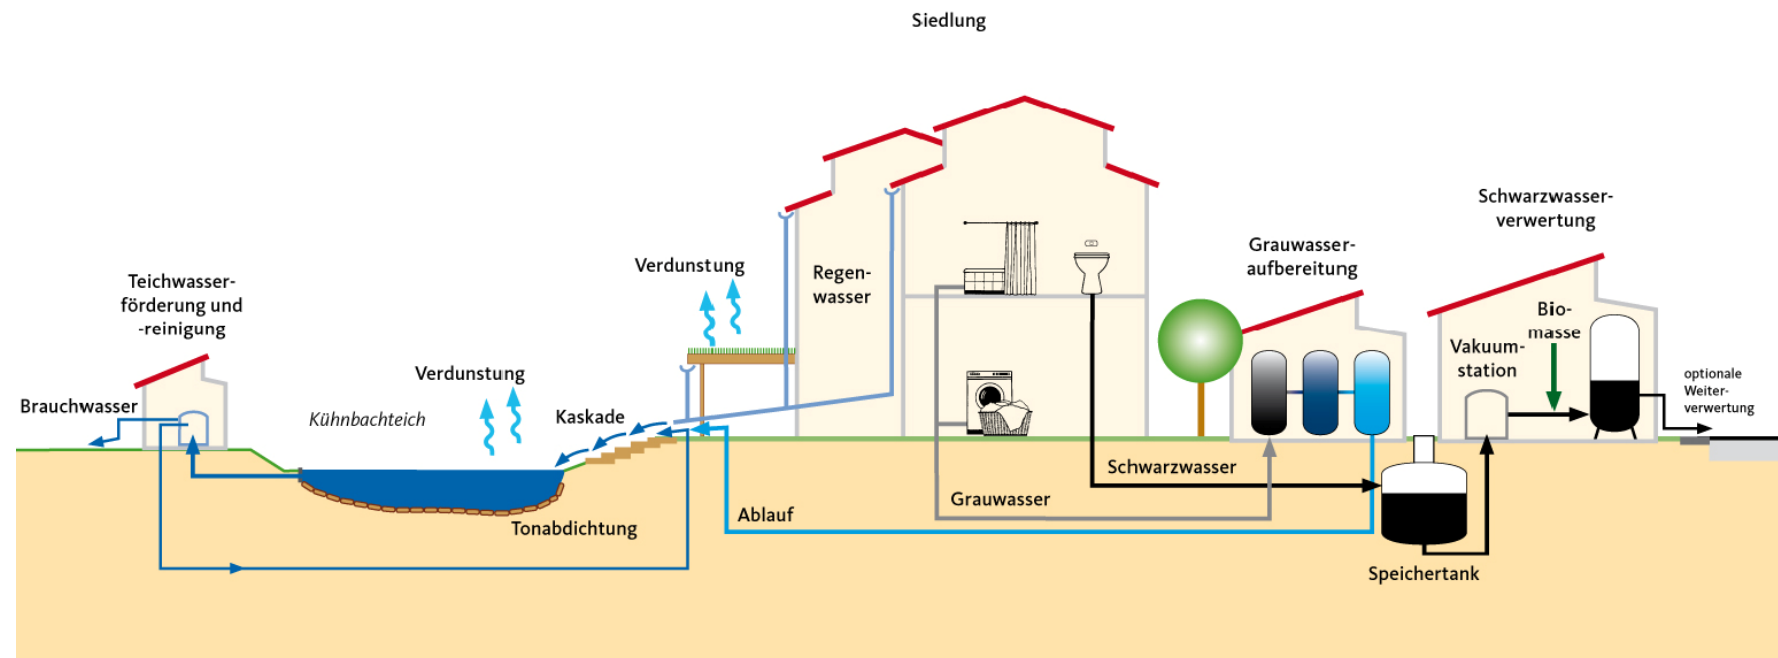 Siedlung
Schwarzwasser-
verwertung
Grauwasser-
aufbereitung
Verdunstung
Regen-
wasser
Teichwasser-
förderung und
-reinigung
Bio-
masse
Vakuum-
station
Verdunstung
optionale
Weiter-
verwertung
Brauchwasser
Kühnbachteich
Kaskade
Schwarzwasser
Grauwasser
Ablauf
Tonabdichtung
Speichertank